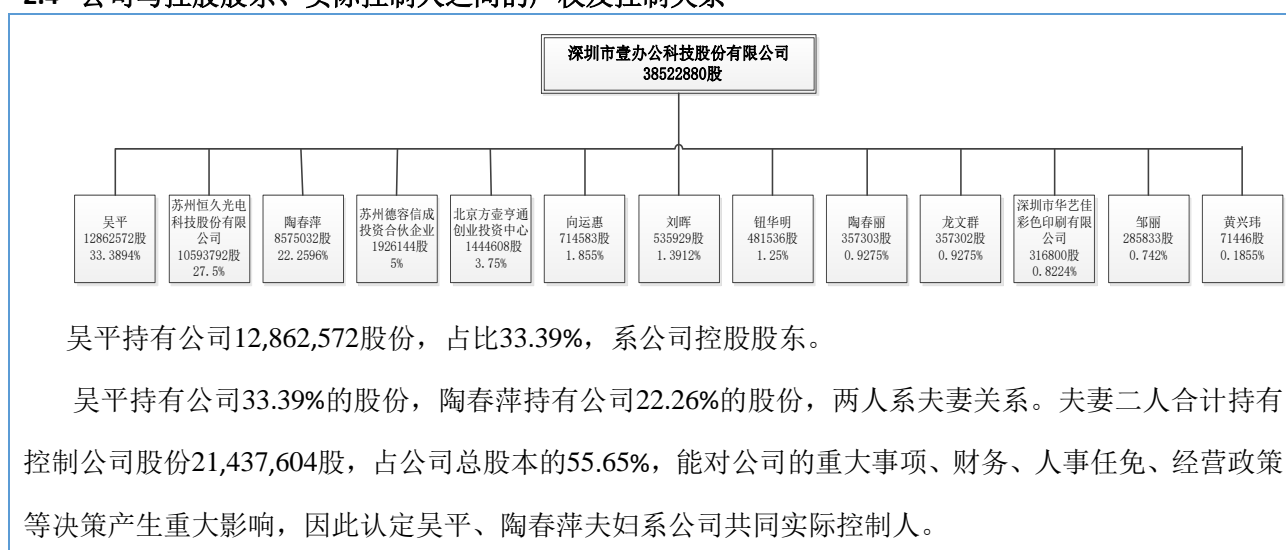 2.4 公司与控股股东、实际控制人之间的产权及控制关系
深圳市壹办公科技股份有限公司
38522880股
吴平
12862572股
33.3894%
苏州恒久光电
科技股份有限
公司
10593792股
27.5%
陶春萍
8575032股
22.2596%
苏州德容信成
投资合伙企业
1926144股
5%
北京方壶亨通
创业投资中心
1444608股
3.75%
向运惠
714583股
1.855%
刘晖
535929股
1.3912%
钮华明
481536股
1.25%
陶春丽
357303股
0.9275%
龙文群
357302股
0.9275%
深圳市华艺佳
彩色印刷有限
公司
316800股
0.8224%
邹丽
285833股
0.742%
黄兴玮
71446股
0.1855%
吴平持有公司12,862,572股份，占比33.39%，系公司控股股东。
吴平持有公司33.39%的股份，陶春萍持有公司22.26%的股份，两人系夫妻关系。夫妻二人合计持有
控制公司股份21,437,604股，占公司总股本的55.65%，能对公司的重大事项、财务、人事任免、经营政策
等决策产生重大影响，因此认定吴平、陶春萍夫妇系公司共同实际控制人。